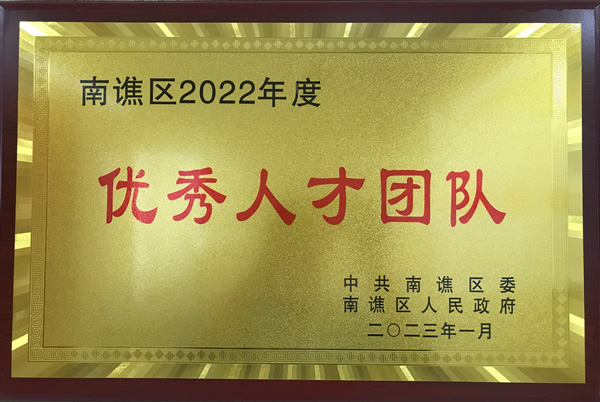 南谯区2022年度
优秀人才团队
中共南谯区委
南谯区人民政府
二〇二三年一月